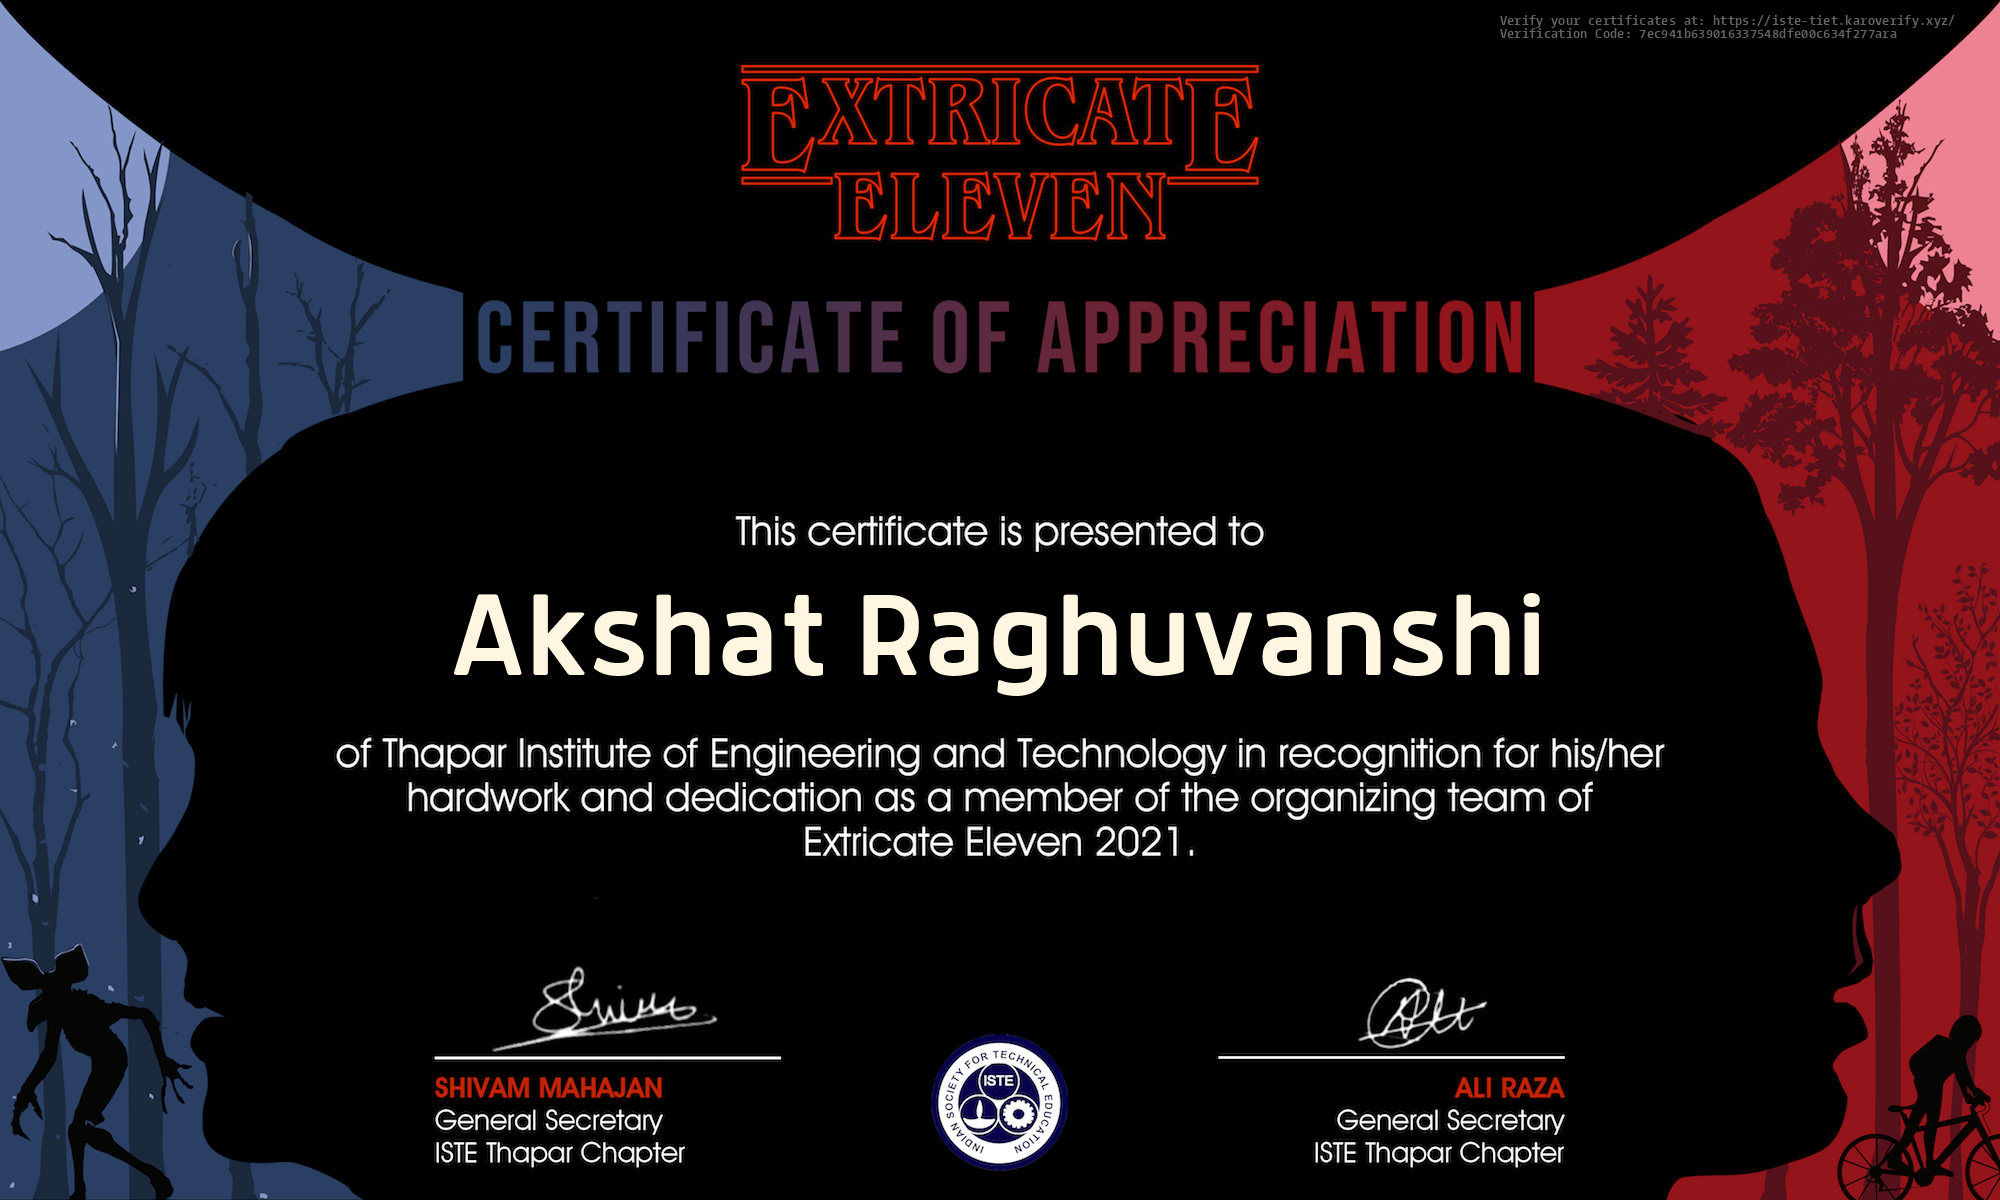 Verify your certificates at: https://iste-tiet.karoverify.xyz/
Verification Code: 7ec941b639016337548dfe00c634f277ara
EXTRICATE
ELEVEN
CERTIFICATE OF APPRECIATION
This certificate is presented to
Akshat Raghuvanshi
of Thapar Institute of Engineering and Technology in recognition for his/her
hardwork and dedication as a member of the organizing team of
Extricate Eleven 2021.
SHIVAM MAHAJAN
General Secretary
ISTE Thapar Chapter
INDIAN SOCIETY FOR TECHNICAL EDUCATION
ISTE
ALI RAZA
General Secretary
ISTE Thapar Chapter